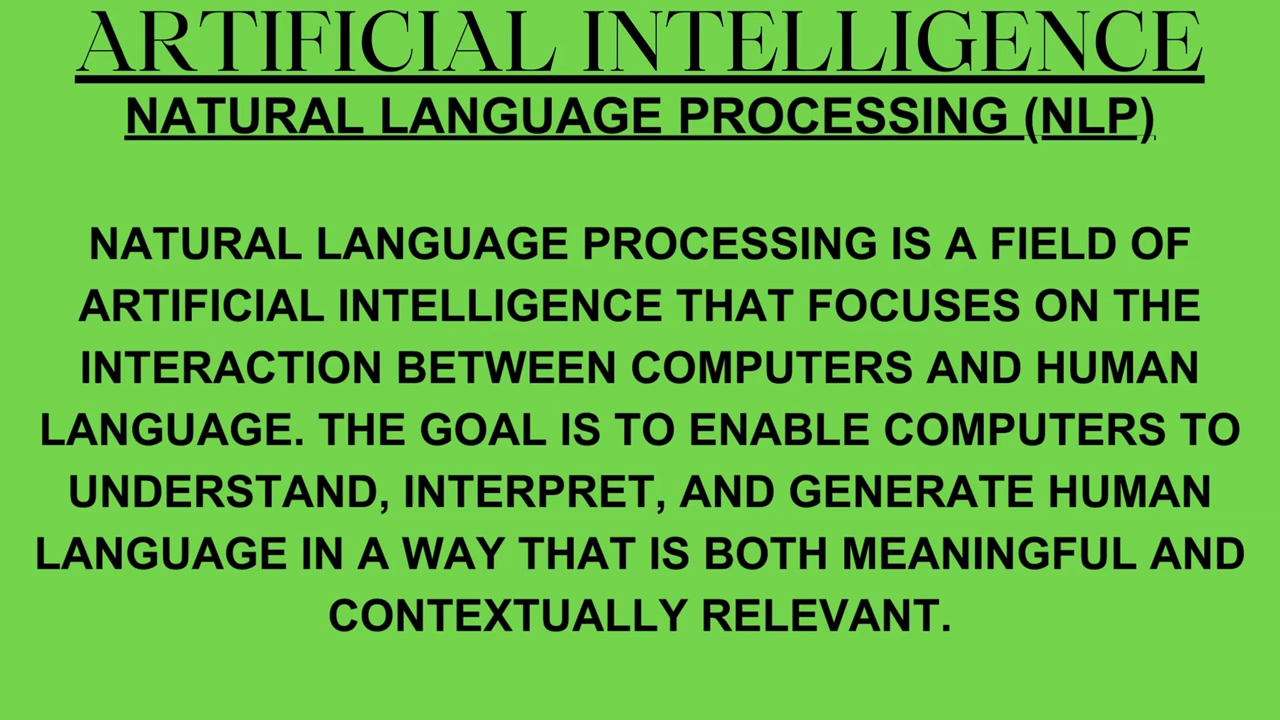 ARTIFICIAL INTELLIGENCE
NATURAL LANGUAGE PROCESSING (NLP)
NATURAL LANGUAGE PROCESSING IS A FIELD OF
ARTIFICIAL INTELLIGENCE THAT FOCUSES ON THE
INTERACTION BETWEEN COMPUTERS AND HUMAN
LANGUAGE. THE GOAL IS TO ENABLE COMPUTERS TO
UNDERSTAND, INTERPRET, AND GENERATE HUMAN
LANGUAGE IN A WAY THAT IS BOTH MEANINGFUL AND
CONTEXTUALLY RELEVANT.